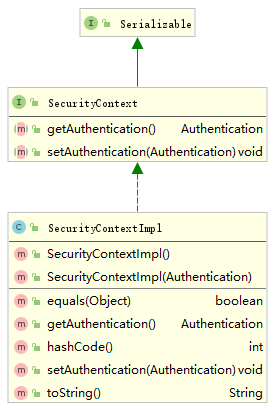 I Serializable
I SecurityContext
m getAuthentication() Authentication
m setAuthentication(Authentication) void
C SecurityContextImpl
m SecurityContextImpl()
m SecurityContextImpl(Authentication)
m equals(Object) boolean
m getAuthentication() Authentication
m hashCode() int
m setAuthentication(Authentication) void
m toString() String